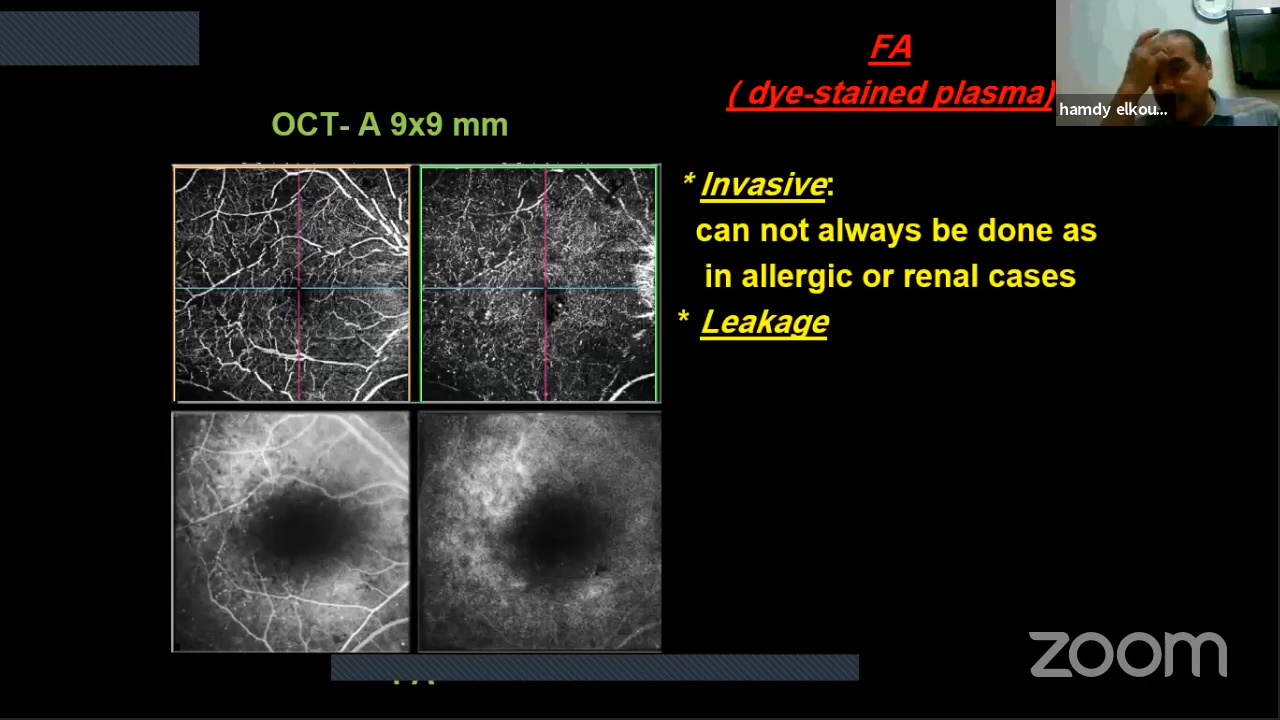 FA
( dye-stained plasma)
hamdy elkou...
OCT- A 9x9 mm
* Invasive:
can not always be done as
in allergic or renal cases
* Leakage
zoom